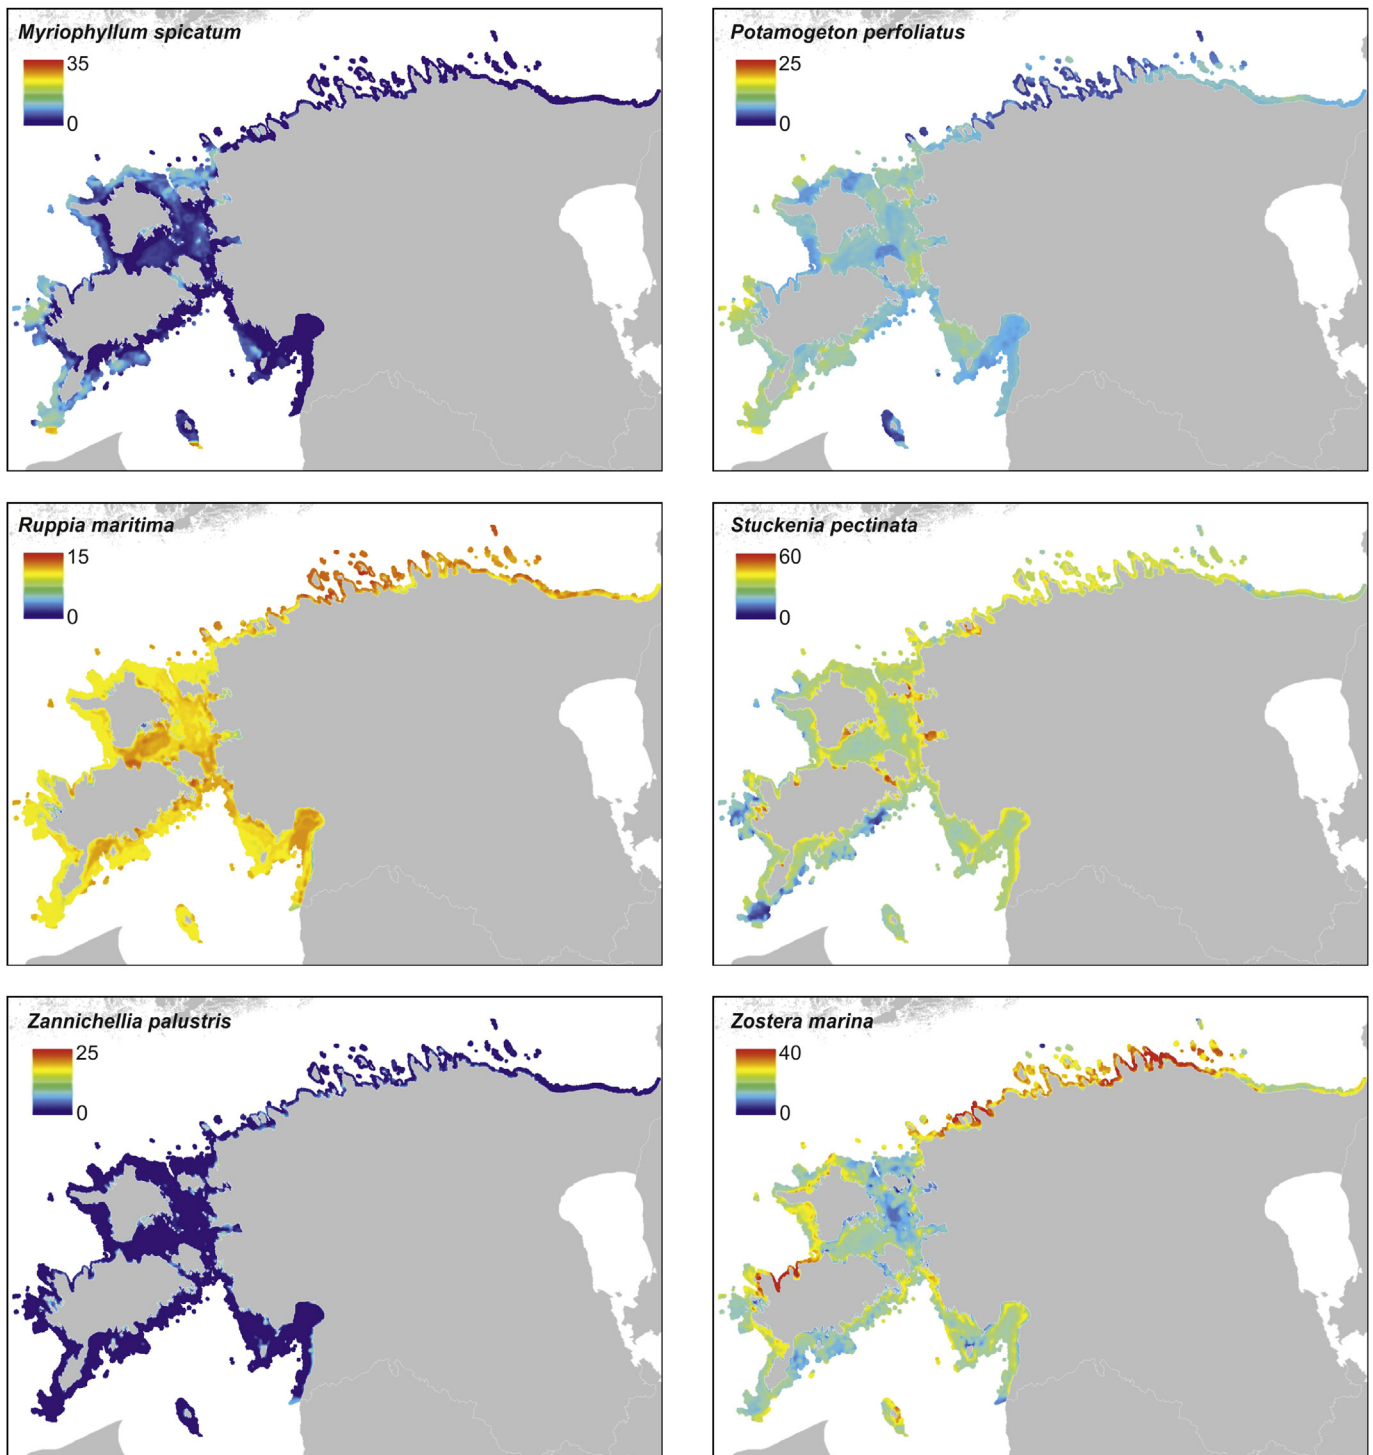 Myriophyllum spicatum
35
0
Potamogeton perfoliatus
25
0
Ruppia maritima
15
0
Stuckenia pectinata
60
0
Zannichellia palustris
25
0
Zostera marina
40
0